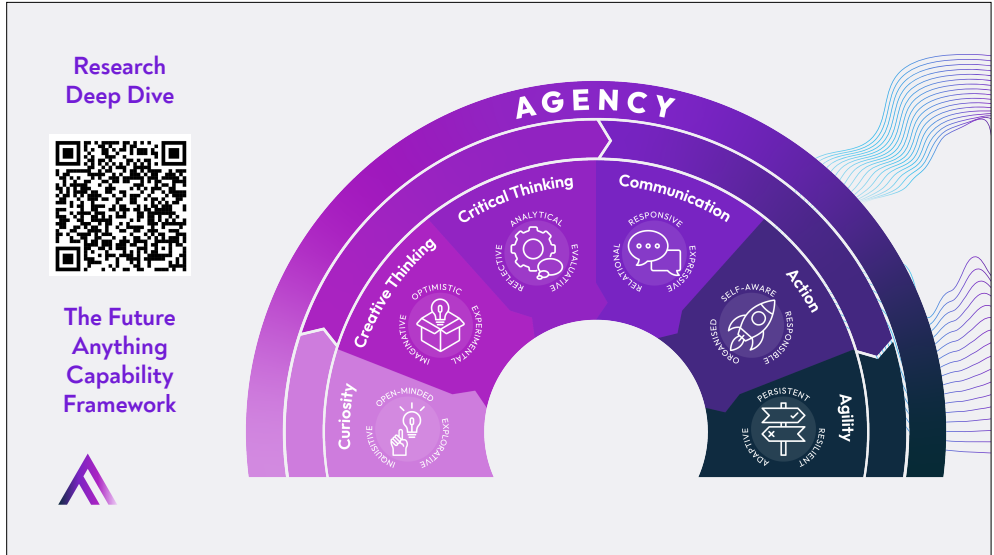 Research
Deep Dive
The Future
Anything
Capability
Framework
AGENCY
Curiosity
OPEN-MINDED
INQUISITIVE
EXPLORATIVE
Creative Thinking
OPTIMISTIC
IMAGINATIVE
EXPERIMENTAL
Critical Thinking
ANALYTICAL
REFLECTIVE
EVALUATIVE
Communication
RESPONSIVE
RELATIONAL
EXPRESSIVE
Action
SELF-AWARE
ORGANISED
RESPONSIBLE
Agility
PERSISTENT
ADAPTIVE
RESILIENT